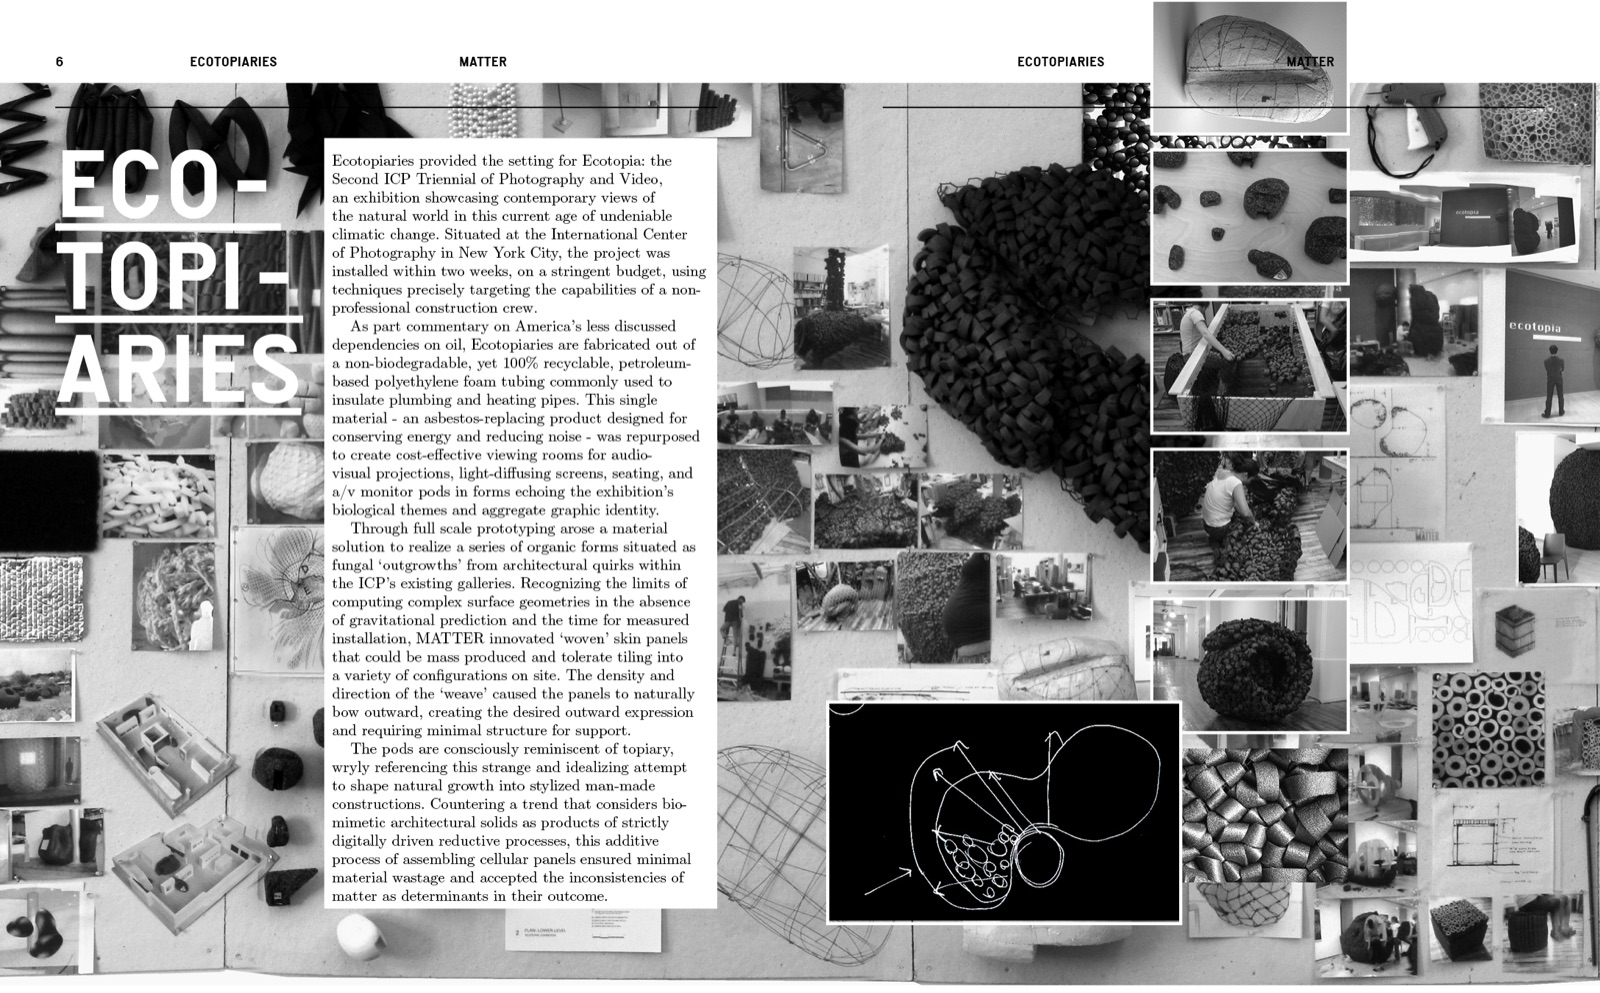 6
ECOTOPIARIES
MATTER
ECOTOPIARIES
MATTER
ECO-
TOPI-
ARIES
Ecotopiaries provided the setting for Ecotopia: the
Second ICP Triennial of Photography and Video,
an exhibition showcasing contemporary views of
the natural world in this current age of undeniable
climatic change. Situated at the International Center
of Photography in New York City, the project was
installed within two weeks, on a stringent budget, using
techniques precisely targeting the capabilities of a non-
professional construction crew.
As part commentary on America's less discussed
dependencies on oil, Ecotopiaries are fabricated out of
a non-biodegradable, yet 100% recyclable, petroleum-
based polyethylene foam tubing commonly used to
insulate plumbing and heating pipes. This single
material - an asbestos-replacing product designed for
conserving energy and reducing noise - was repurposed
to create cost-effective viewing rooms for audio-
visual projections, light-diffusing screens, seating, and
a/v monitor pods in forms echoing the exhibition's
biological themes and aggregate graphic identity.
Through full scale prototyping arose a material
solution to realize a series of organic forms situated as
fungal 'outgrowths' from architectural quirks within
the ICP's existing galleries. Recognizing the limits of
computing complex surface geometries in the absence
of gravitational prediction and the time for measured
installation, MATTER innovated 'woven' skin panels
that could be mass produced and tolerate tiling into
a variety of configurations on site. The density and
direction of the 'weave' caused the panels to naturally
bow outward, creating the desired outward expression
and requiring minimal structure for support.
The pods are consciously reminiscent of topiary,
wryly referencing this strange and idealizing attempt
to shape natural growth into stylized man-made
constructions. Countering a trend that considers bio-
mimetic architectural solids as products of strictly
digitally driven reductive processes, this additive
process of assembling cellular panels ensured minimal
material wastage and accepted the inconsistencies of
matter as determinants in their outcome.
ecotopia
ecotopia
MATTER
2 PLAN: LOWER LEVEL